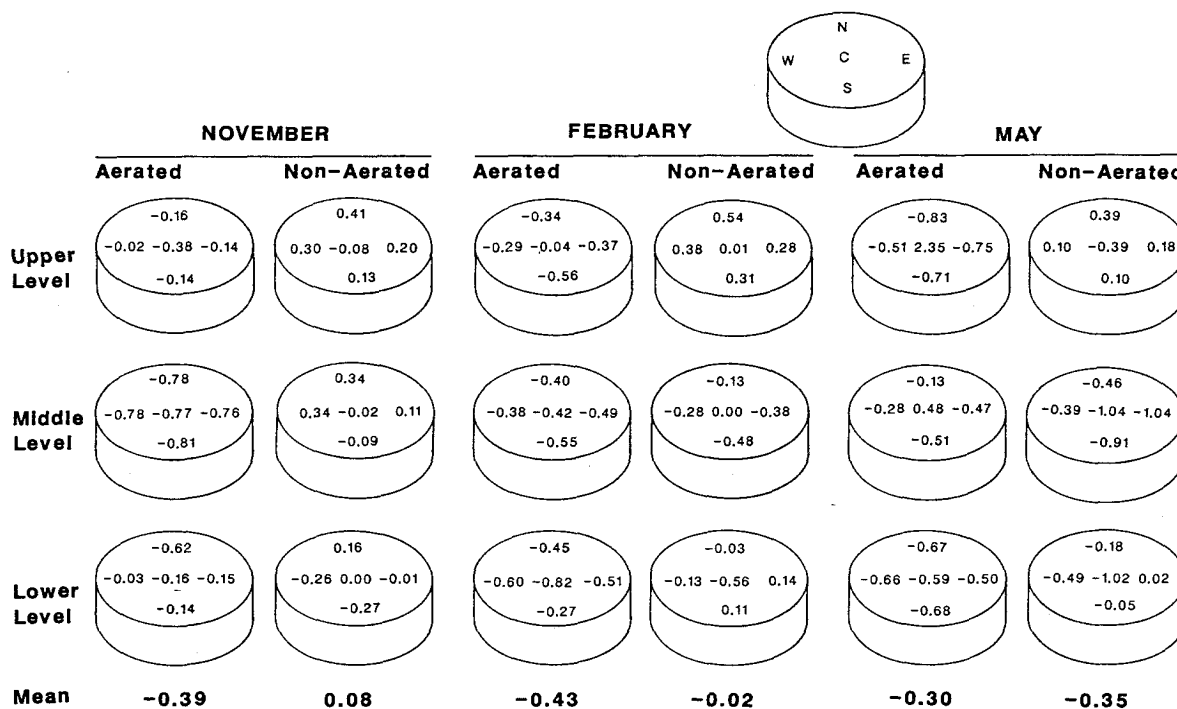 N
W C E
S
NOVEMBER FEBRUARY MAY
Aerated Non-Aerated Aerated Non-Aerated Aerated Non-Aerated
Upper Level
-0.16 0.41 -0.34 0.54 -0.83 0.39
-0.02 -0.38 -0.14 0.30 -0.08 0.20 -0.29 -0.04 -0.37 0.38 0.01 0.28 -0.51 2.35 -0.75 0.10 -0.39 0.18
-0.14 0.13 -0.56 0.31 -0.71 0.10
Middle Level
-0.78 0.34 -0.40 -0.13 -0.13 -0.46
-0.78 -0.77 -0.76 0.34 -0.02 0.11 -0.38 -0.42 -0.49 -0.28 0.00 -0.38 -0.28 0.48 -0.47 -0.39 -1.04 -1.04
-0.81 -0.09 -0.55 -0.48 -0.51 -0.91
Lower Level
-0.62 0.16 -0.45 -0.03 -0.67 -0.18
-0.03 -0.16 -0.15 -0.26 0.00 -0.01 -0.60 -0.82 -0.51 -0.13 -0.56 0.14 -0.66 -0.59 -0.50 -0.49 -1.02 0.02
-0.14 -0.27 -0.27 0.11 -0.68 -0.05
Mean -0.39 0.08 -0.43 -0.02 -0.30 -0.35